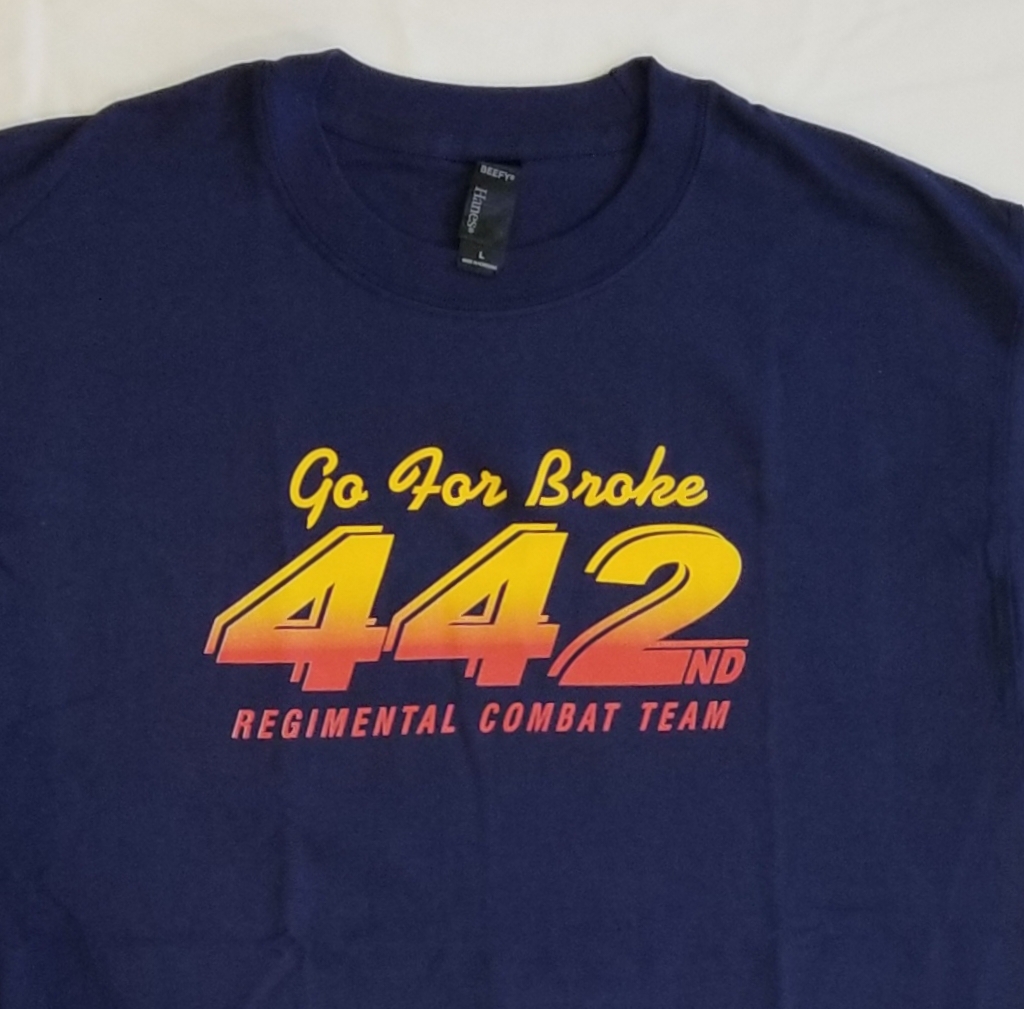 BEEFY®
Hanes®
L
Go For Broke
442ND
REGIMENTAL COMBAT TEAM